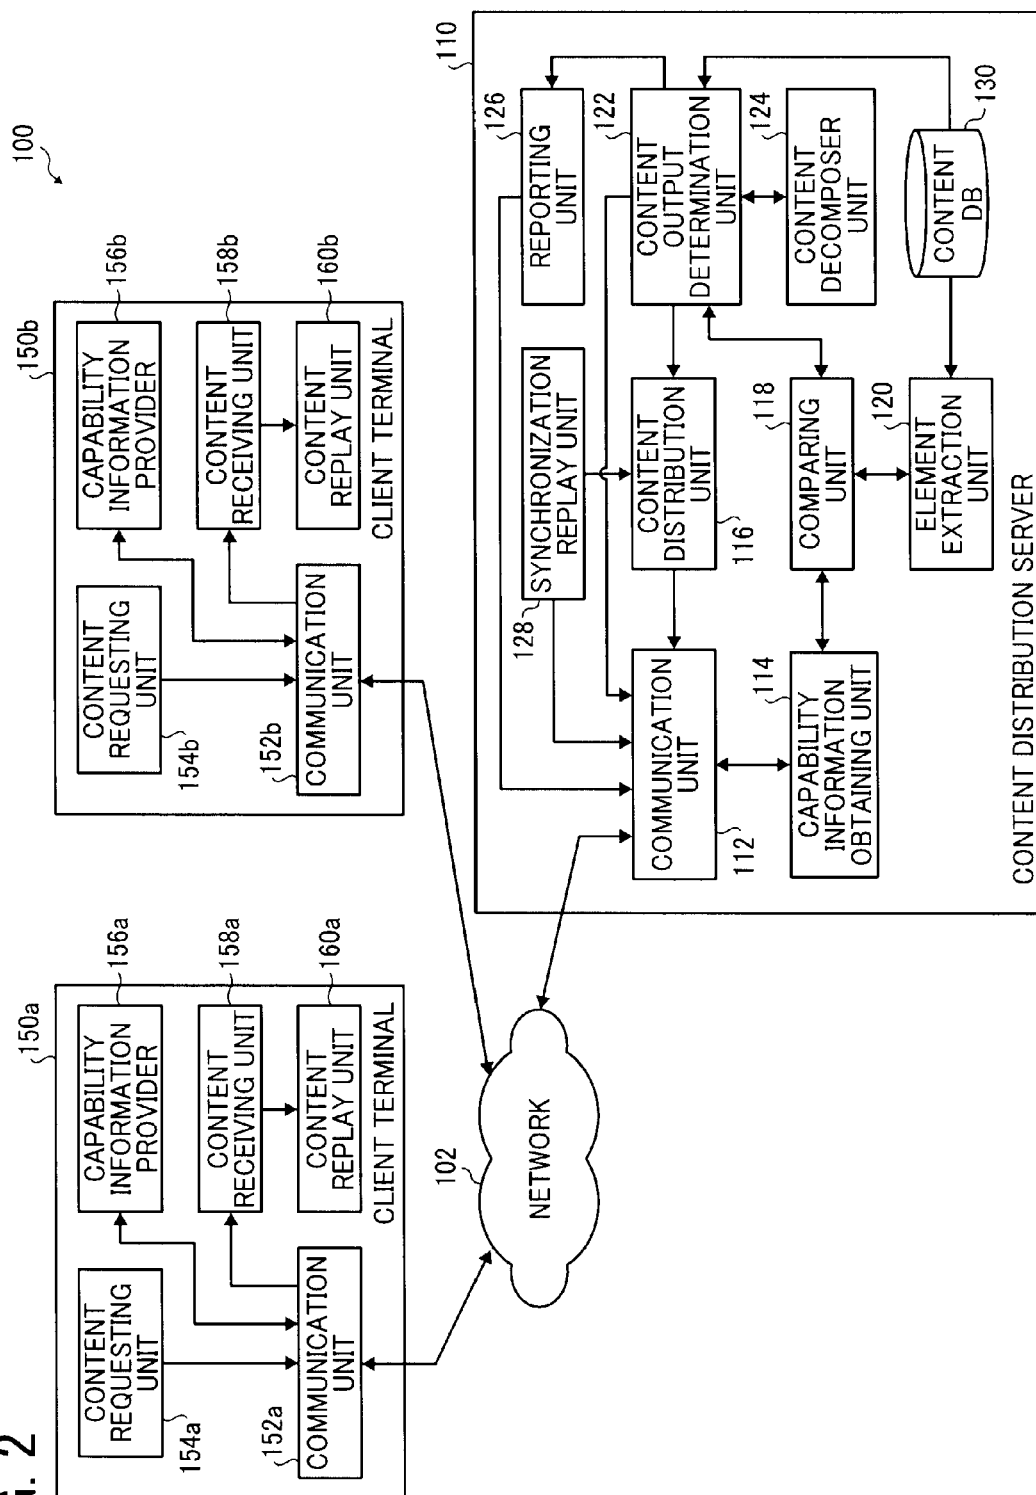 G. 2
100
150a
CONTENT
REQUESTING
UNIT
154a
CAPABILITY
INFORMATION
PROVIDER
156a
CONTENT
RECEIVING UNIT
158a
152a
COMMUNICATION
UNIT
CONTENT
REPLAY UNIT
160a
CLIENT TERMINAL
150b
CONTENT
REQUESTING
UNIT
154b
CAPABILITY
INFORMATION
PROVIDER
156b
CONTENT
RECEIVING UNIT
158b
152b
COMMUNICATION
UNIT
CONTENT
REPLAY UNIT
160b
CLIENT TERMINAL
102
NETWORK
110
REPORTING
UNIT
126
SYNCHRONIZATION
REPLAY UNIT
128
COMMUNICATION
UNIT
112
CONTENT
DISTRIBUTION
UNIT
116
CONTENT
OUTPUT
DETERMINATION
UNIT
122
CAPABILITY
INFORMATION
OBTAINING UNIT
114
COMPARING
UNIT
118
CONTENT
DECOMPOSER
UNIT
124
ELEMENT
EXTRACTION
UNIT
120
CONTENT
DB
130
CONTENT DISTRIBUTION SERVER